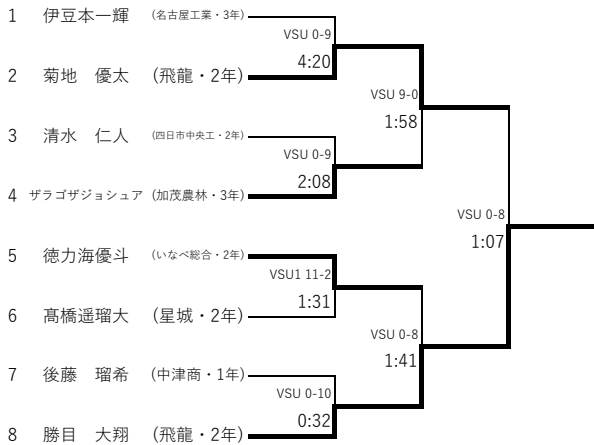 1 伊豆本一輝 (名古屋工業・3年)
VSU 0-9
4:20
2 菊地 優太 (飛龍・2年)
VSU 9-0
1:58
3 清水 仁人 (四日市中央工・2年)
VSU 0-9
2:08
4 ザラゴザジョシュア (加茂農林・3年)
VSU 0-8
1:07
5 徳力海優斗 (いなべ総合・2年)
VSU1 11-2
1:31
6 髙橋遥瑠大 (星城・2年)
VSU 0-8
1:41
7 後藤 瑠希 (中津商・1年)
VSU 0-10
0:32
8 勝目 大翔 (飛龍・2年)